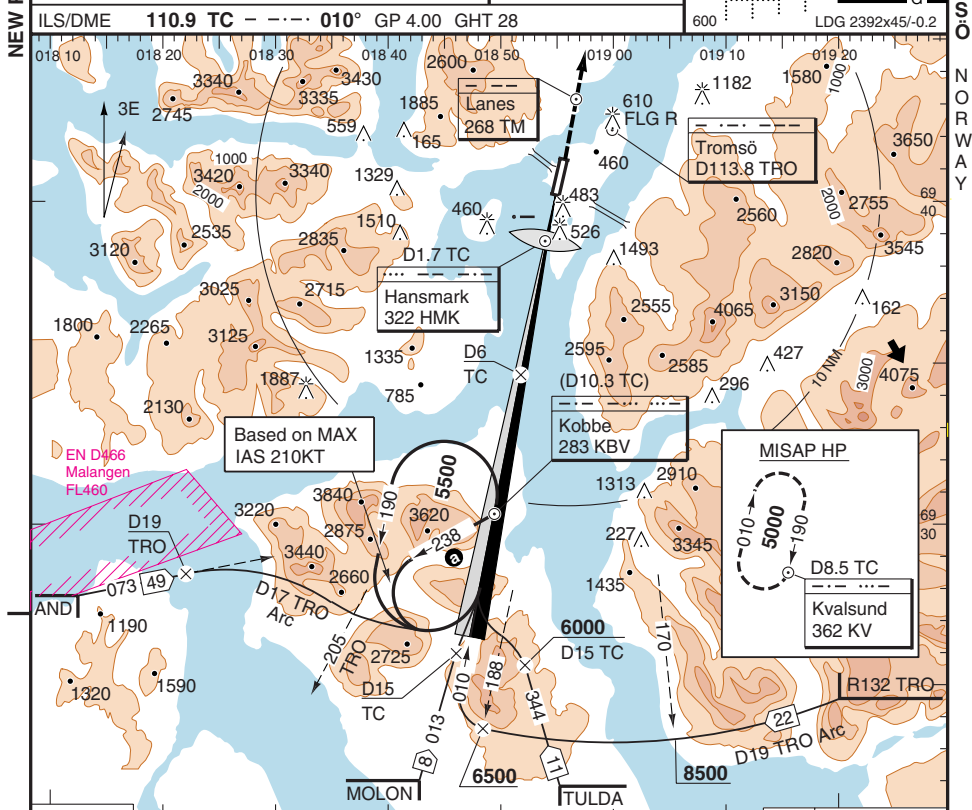 NEW F
ILS/DME 110.9 TC 010° GP 4.00 GHT 28
600
LDG 2392x45/-0.2
SÖ
NORWAY
018 10
018 20
018 30
018 40
018 50
019 00
019 10
019 20
3340
3430
3335
2745
2600
1885
559
165
Lanes
268 TM
610
FLG R
1182
1580
1000
3650
Tromsö
D113.8 TRO
3E
1000
3420
2000
3340
1329
460
483
460
526
1510
2535
2835
3120
1493
2560
2000
2755
69
40
3545
2820
D1.7 TC
Hansmark
322 HMK
3025
2715
2555
4065
3150
162
1800
2265
3125
1335
D6
TC
2595
2585
427
10 NM
3000
4075
1887
785
(D10.3 TC)
296
2130
Kobbe
283 KBV
Based on MAX
IAS 210KT
EN D466
Malangen
FL460
MISAP HP
010
5000
190
D8.5 TC
Kvalsund
362 KV
5500
190
238
a
3840
3620
2875
3220
3440
2660
1313
2910
227
3345
69
30
1435
D19
TRO
073
49
AND
D17 TRO
Arc
205
TRO
2725
1190
1320
1590
D15
TC
010
188
6000
D15 TC
344
170
R132 TRO
22
D19 TRO Arc
013
8
MOLON
6500
11
TULDA
8500